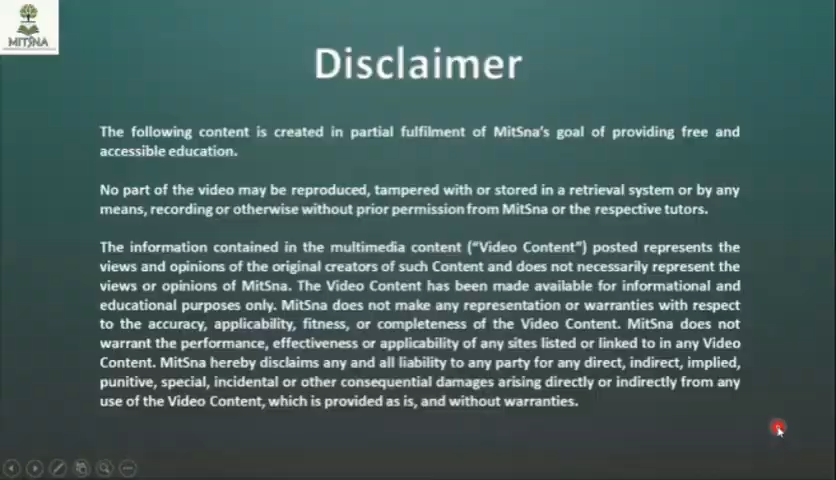 MITSNA
Disclaimer
The following content is created in partial fulfilment of MitSna's goal of providing free and
accessible education.
No part of the video may be reproduced, tampered with or stored in a retrieval system or by any
means, recording or otherwise without prior permission from MitSna or the respective tutors.
The information contained in the multimedia content (“Video Content”) posted represents the
views and opinions of the original creators of such Content and does not necessarily represent the
views or opinions of MitSna. The Video Content has been made available for informational and
educational purposes only. MitSna does not make any representation or warranties with respect
to the accuracy, applicability, fitness, or completeness of the Video Content. MitSna does not
warrant the performance, effectiveness or applicability of any sites listed or linked to in any Video
Content. MitSna hereby disclaims any and all liability to any party for any direct, indirect, implied,
punitive, special, incidental or other consequential damages arising directly or indirectly from any
use of the Video Content, which is provided as is, and without warranties.